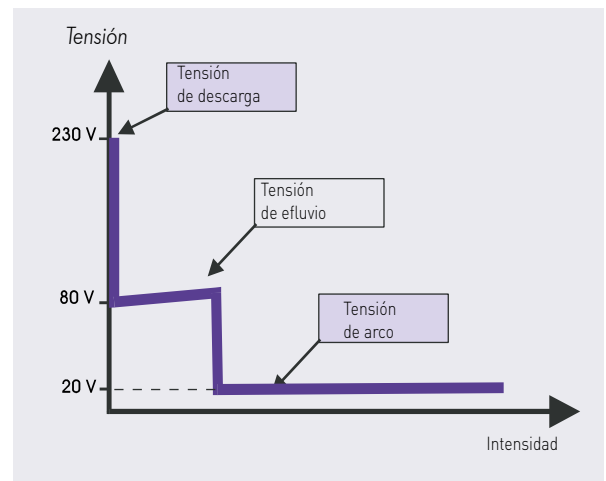 Tensión
Tensión
de descarga
230 V
Tensión
de efluvio
80 V
Tensión
de arco
20 V
Intensidad